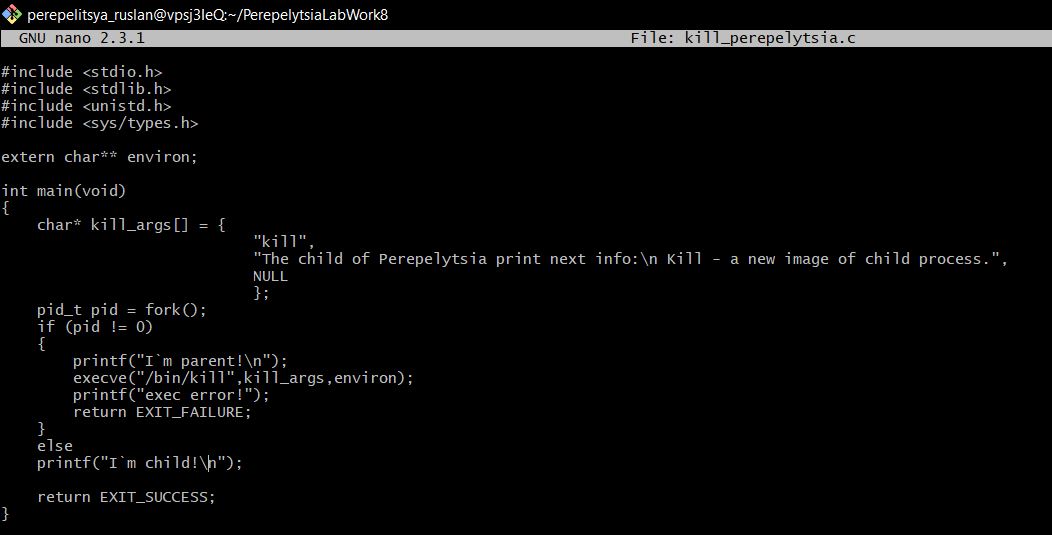 perepelitsya_ruslan@vpsj3IeQ:~/PerepelytsiaLabWork8
GNU nano 2.3.1 File: kill_perepelytsia.c
#include <stdio.h>
#include <stdlib.h>
#include <unistd.h>
#include <sys/types.h>
extern char** environ;
int main(void)
{
    char* kill_args[] = {
                            "kill",
                            "The child of Perepelytsia print next info:\n Kill - a new image of child process.",
                            NULL
                            };
    pid_t pid = fork();
    if (pid != 0)
    {
        printf("I`m parent!\n");
        execve("/bin/kill",kill_args,environ);
        printf("exec error!");
        return EXIT_FAILURE;
    }
    else
    printf("I`m child!\n");
    return EXIT_SUCCESS;
}